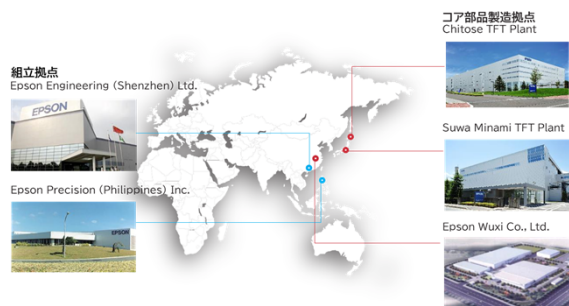 組立拠点
Epson Engineering (Shenzhen) Ltd.
EPSON
Epson Precision (Philippines) Inc.
EPSON
コア部品製造拠点
Chitose TFT Plant
Suwa Minami TFT Plant
Epson Wuxi Co., Ltd.